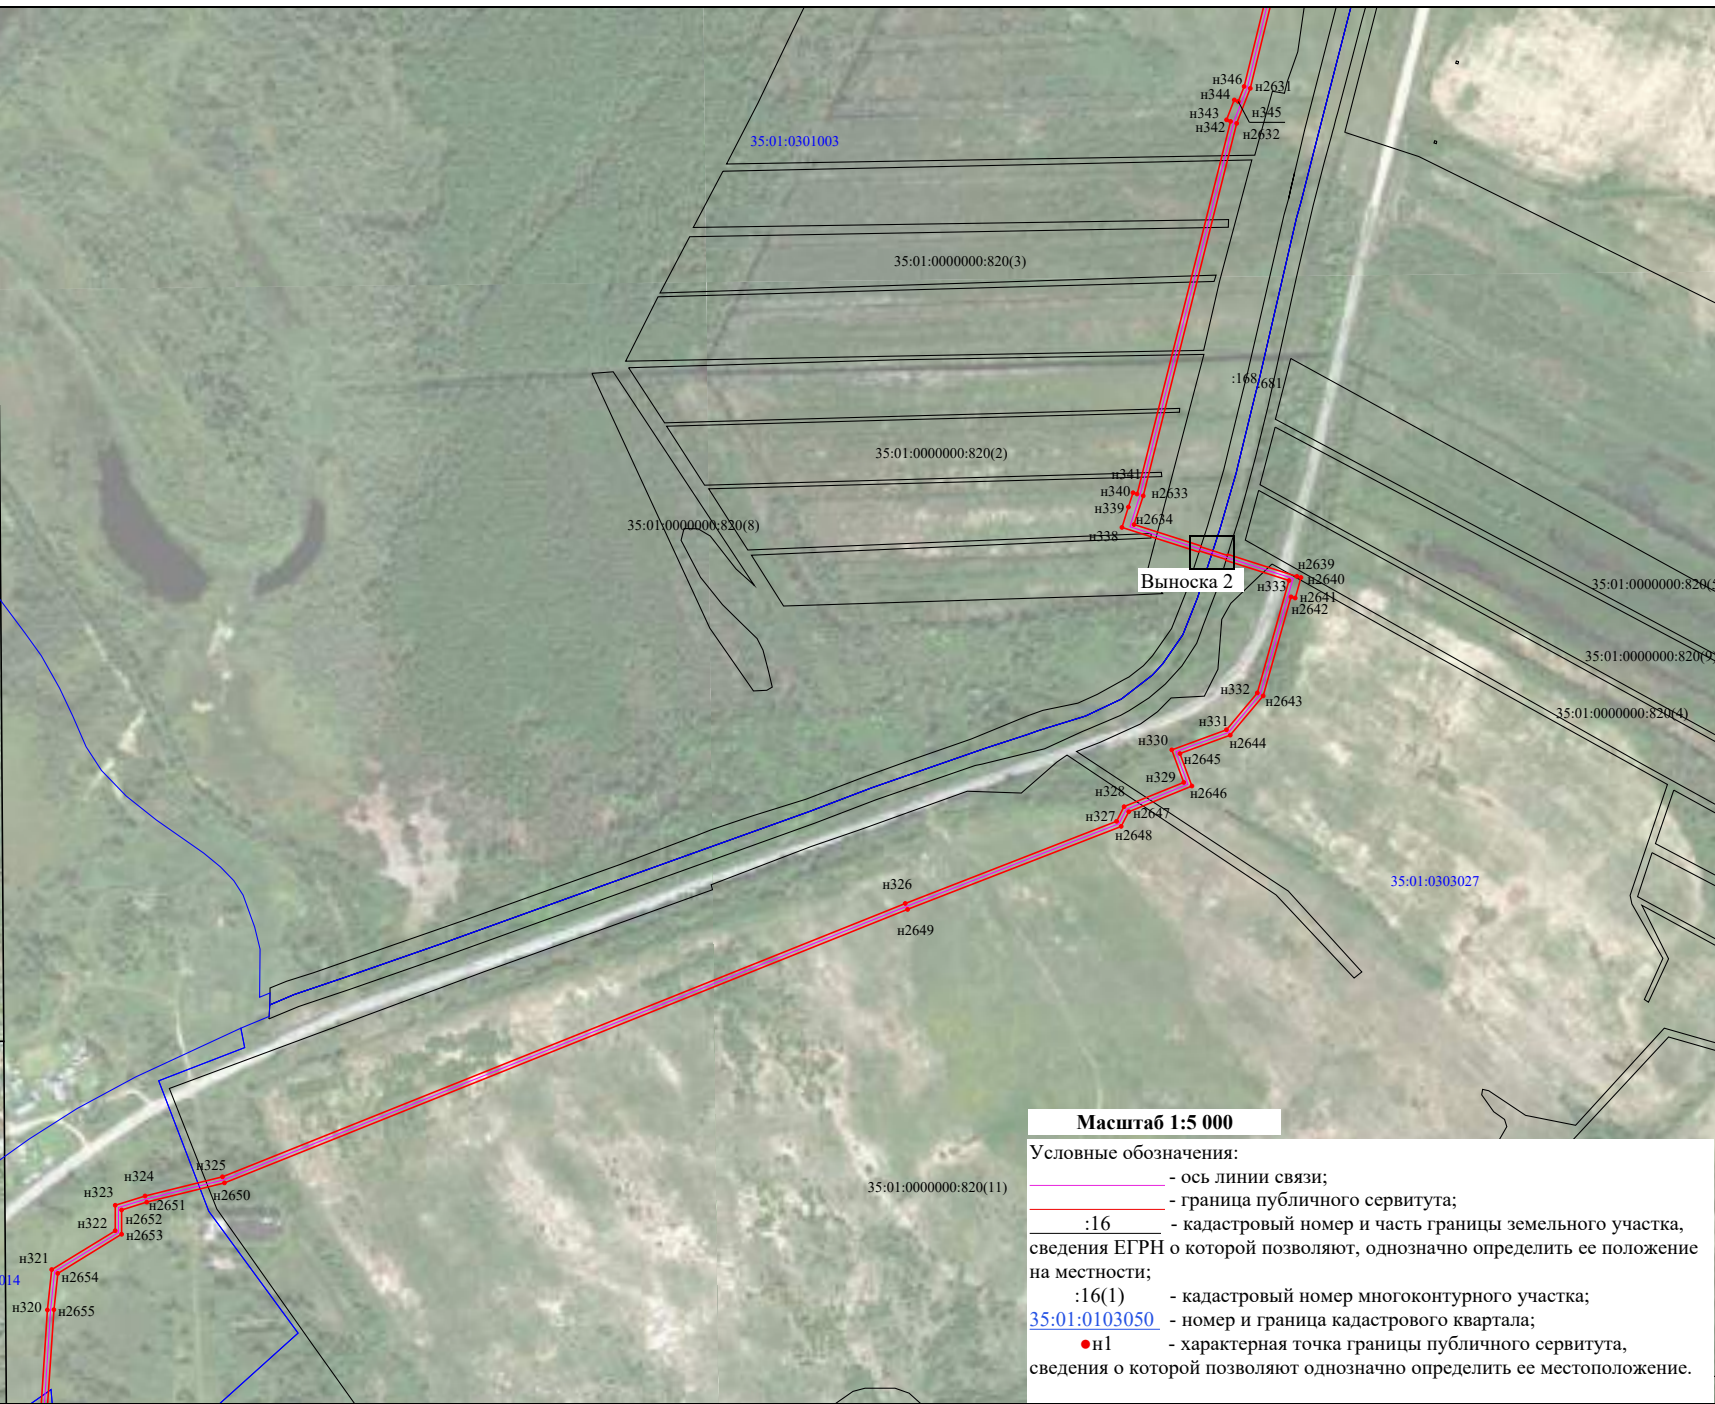 н346
н2631
н344
н343
н345
н342
н2632
35:01:0301003
35:01:0000000:820(3)
:168
:681
35:01:0000000:820(2)
н341
н340
н2633
н339
н2634
35:01:0000000:820(8)
н338
н2639
Выноска 2
н333
н2640
35:01:0000000:820(5
н2641
н2642
35:01:0000000:820(9)
н332
н2643
35:01:0000000:820(4)
н331
н330
н2644
н2645
н329
н2646
н328
н2647
н327
н2648
35:01:0303027
н326
н2649
н325
н324
н2650
35:01:0000000:820(11)
н323
н2651
н322
н2652
н2653
н321
014
н2654
н320
н2655
Масштаб 1:5 000
Условные обозначения:
- ось линии связи;
- граница публичного сервитута;
:16 - кадастровый номер и часть границы земельного участка,
сведения ЕГРН о которой позволяют, однозначно определить ее положение
на местности;
:16(1) - кадастровый номер многоконтурного участка;
35:01:0103050 - номер и граница кадастрового квартала;
н1 - характерная точка границы публичного сервитута,
сведения о которой позволяют однозначно определить ее местоположение.